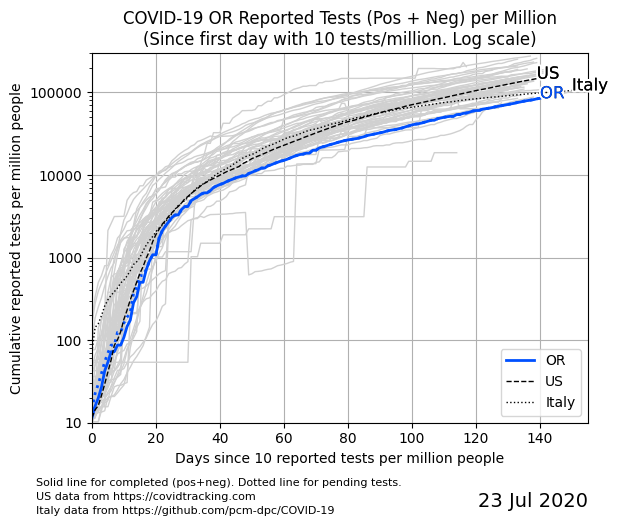 COVID-19 OR Reported Tests (Pos + Neg) per Million
(Since first day with 10 tests/million. Log scale)
Cumulative reported tests per million people
100000
10000
1000
100
10
US
Italy
OR
OR
US
Italy
0 20 40 60 80 100 120 140
Days since 10 reported tests per million people
Solid line for completed (pos+neg). Dotted line for pending tests.
US data from https://covidtracking.com
Italy data from https://github.com/pcm-dpc/COVID-19
23 Jul 2020